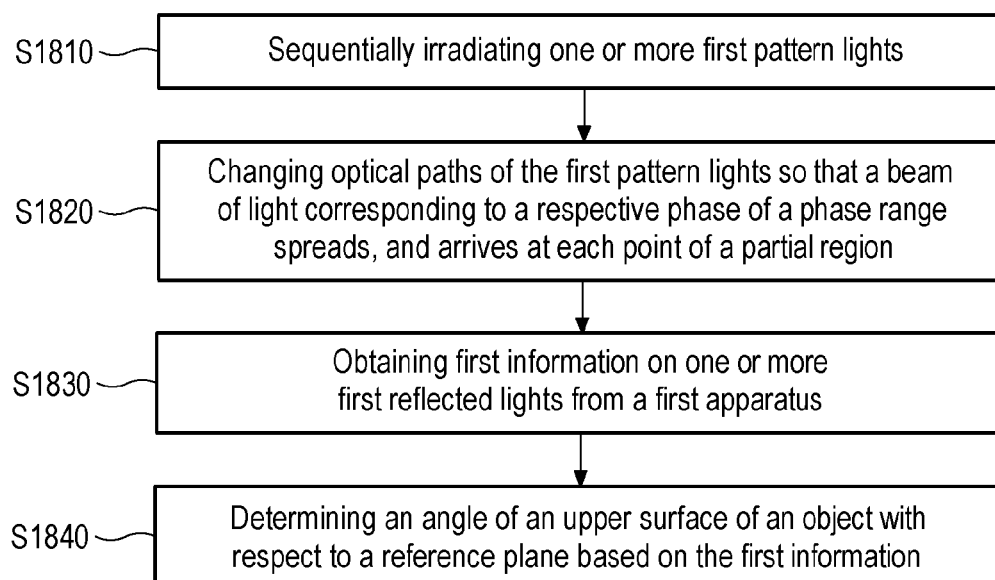 S1810
Sequentially irradiating one or more first pattern lights
S1820
Changing optical paths of the first pattern lights so that a beam
of light corresponding to a respective phase of a phase range
spreads, and arrives at each point of a partial region
S1830
Obtaining first information on one or more
first reflected lights from a first apparatus
S1840
Determining an angle of an upper surface of an object with
respect to a reference plane based on the first information